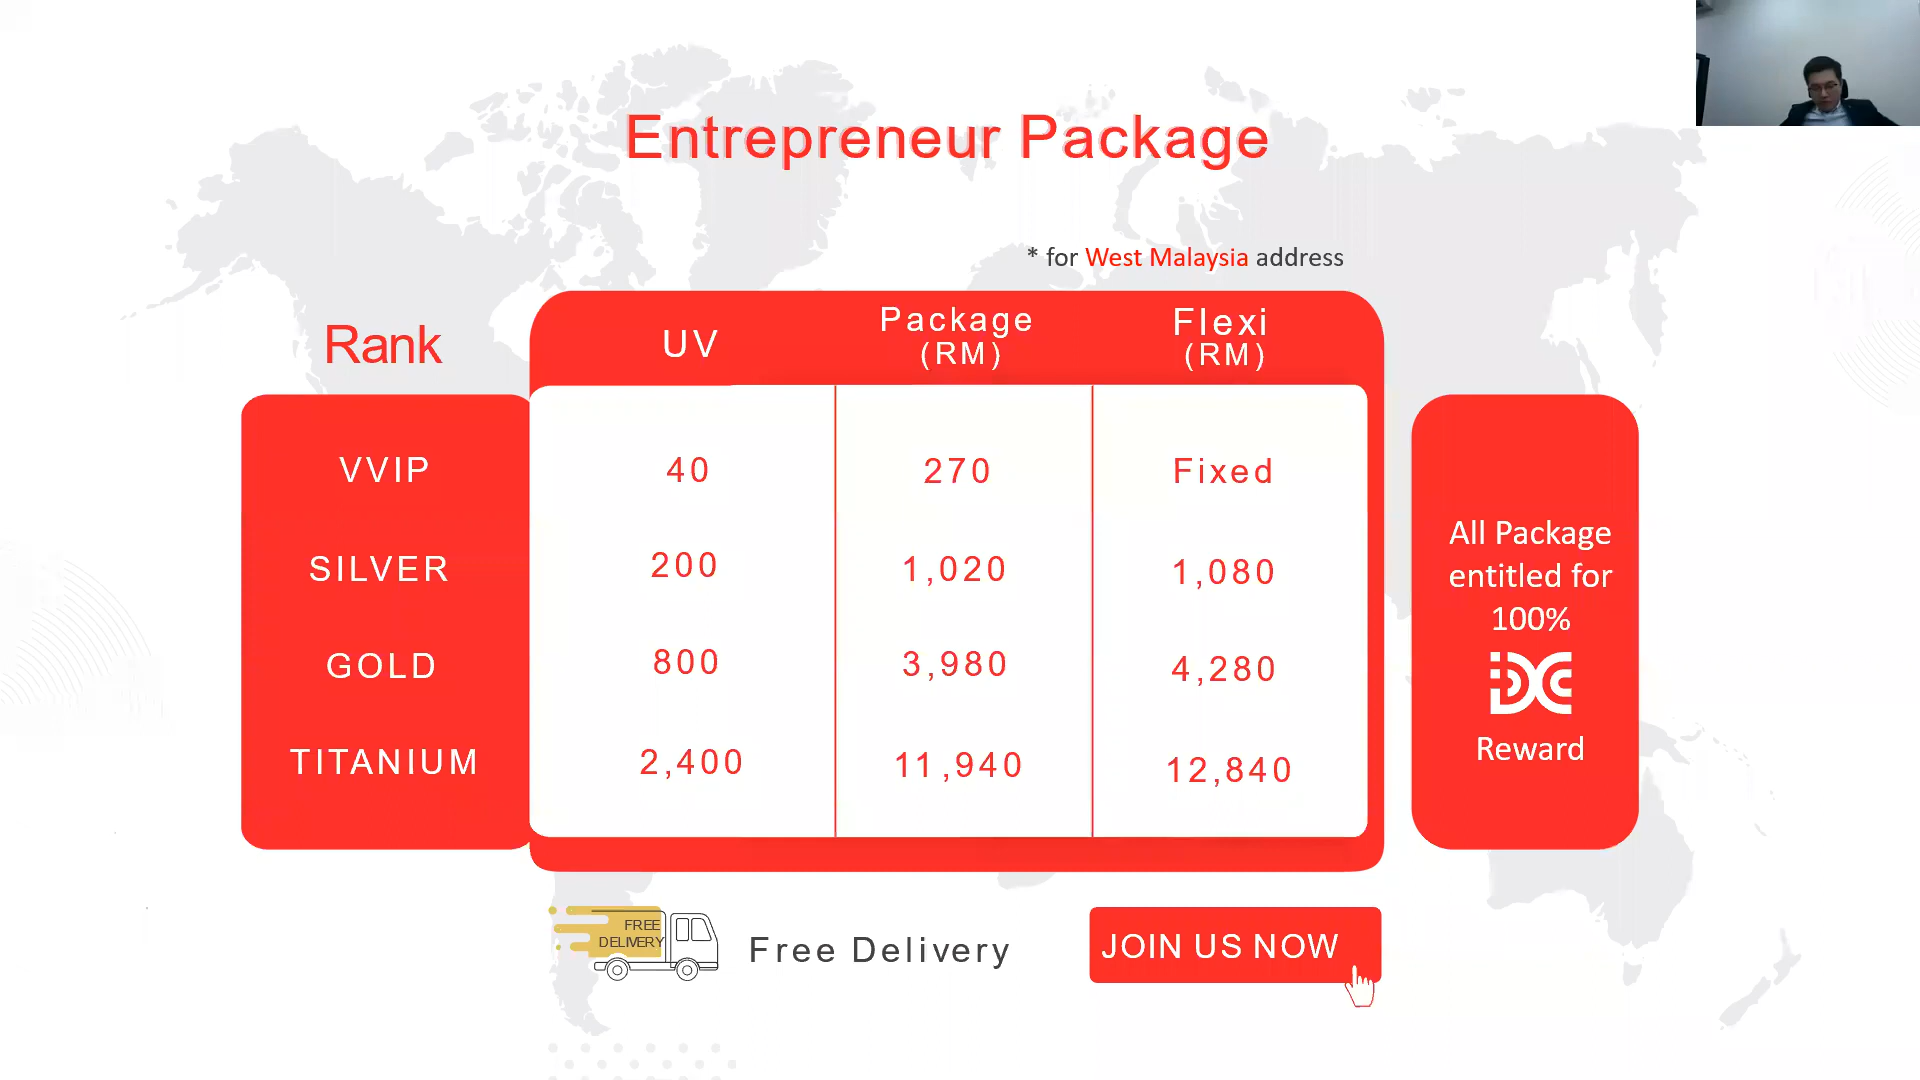 Entrepreneur Package
* for West Malaysia address
Rank
UV
Package
(RM)
Flexi
(RM)
VVIP 40 270 Fixed
SILVER 200 1,020 1,080
GOLD 800 3,980 4,280
TITANIUM 2,400 11,940 12,840
All Package
entitled for
100%
Reward
FREE
DELIVERY
Free Delivery
JOIN US NOW